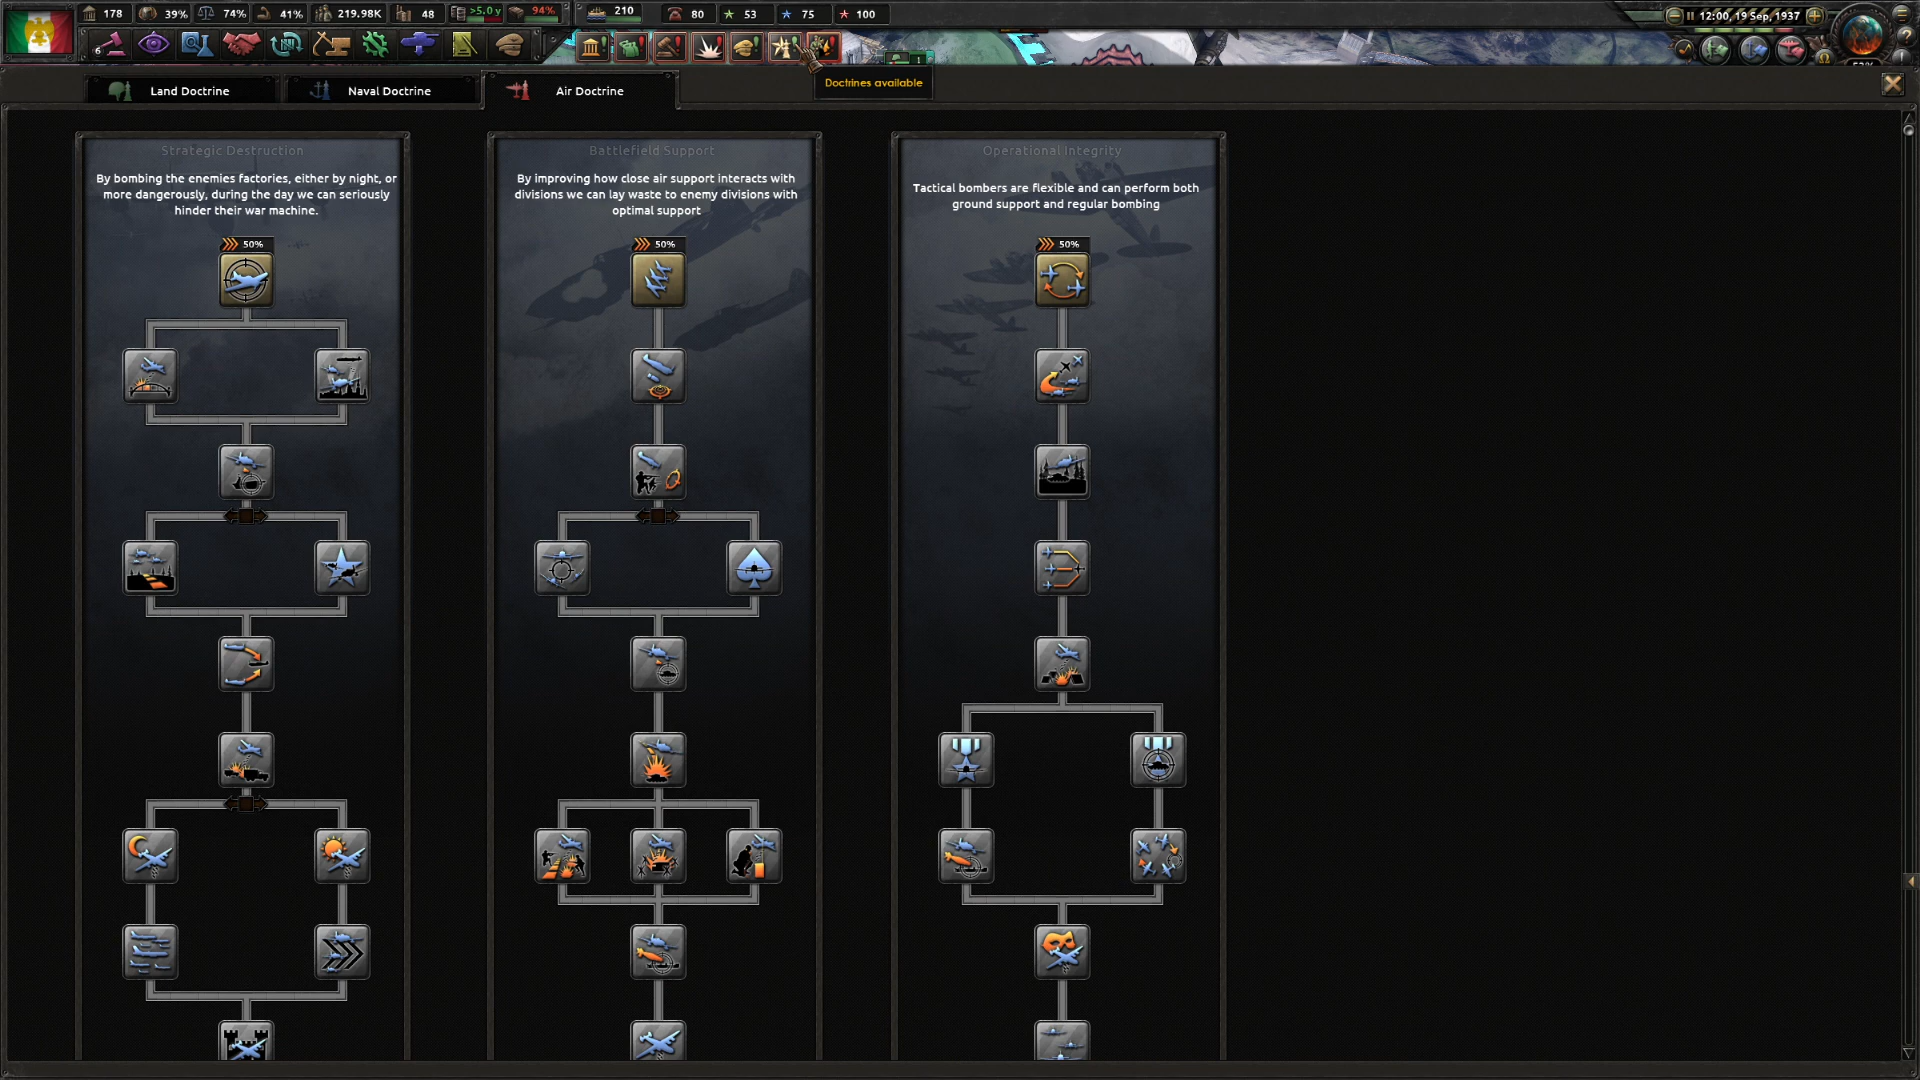 178 39% 74% 41% 219.98K 48 >5.0 y 94% 210 80 53 75 100 12:00, 19 Sep, 1937
6
1
Land Doctrine Naval Doctrine Air Doctrine
Doctrines available
Strategic Destruction
By bombing the enemies factories, either by night, or
more dangerously, during the day we can seriously
hinder their war machine.
50%
Battlefield Support
By improving how close air support interacts with
divisions we can lay waste to enemy divisions with
optimal support
50%
Operational Integrity
Tactical bombers are flexible and can perform both
ground support and regular bombing
50%